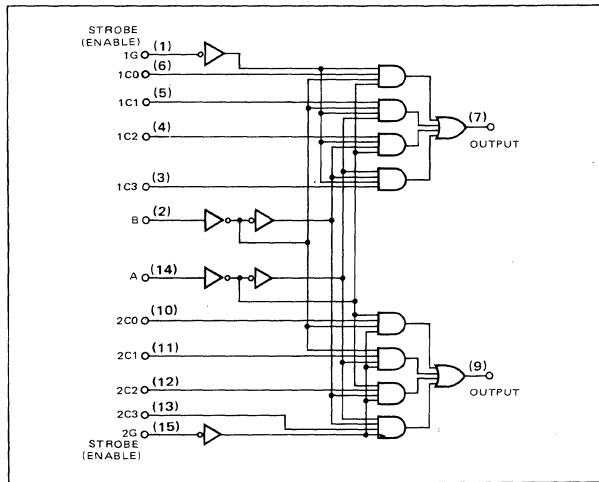 STROBE
(ENABLE)
1G (1)
1C0 (6)
1C1 (5)
1C2 (4)
1C3 (3)
(7)
OUTPUT
B (2)
A (14)
2C0 (10)
2C1 (11)
2C2 (12)
2C3 (13)
2G (15)
STROBE
(ENABLE)
(9)
OUTPUT